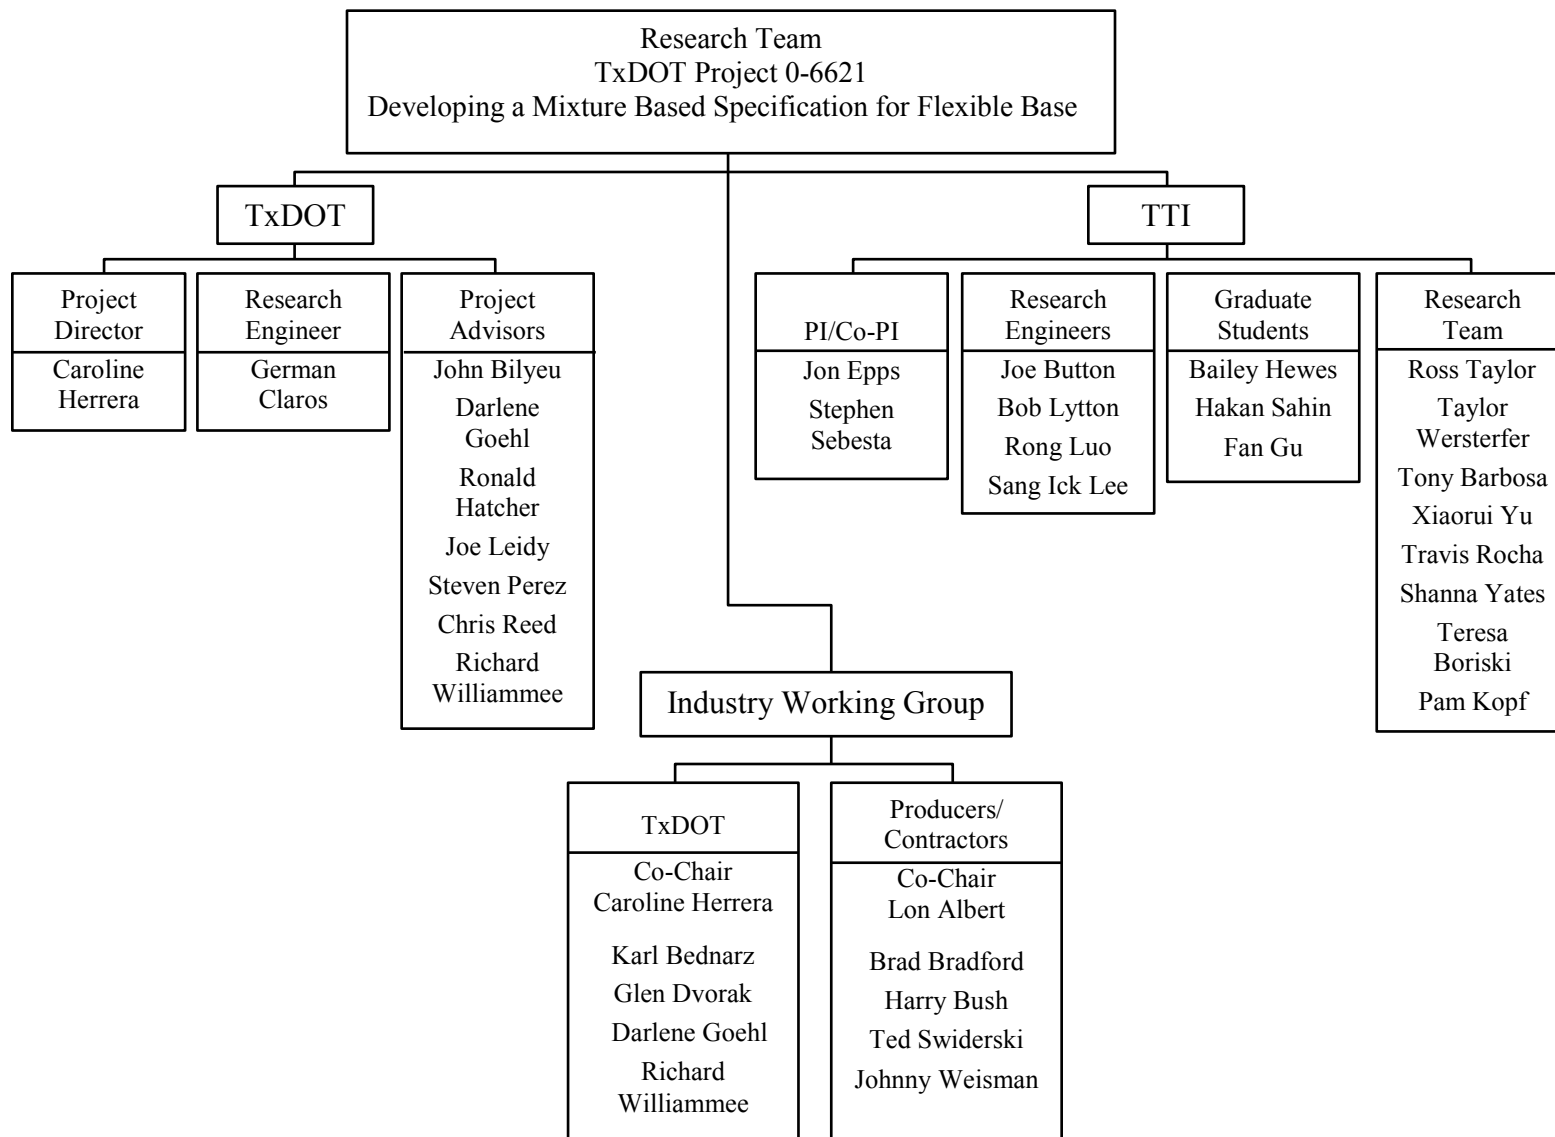 Research Team
TxDOT Project 0-6621
Developing a Mixture Based Specification for Flexible Base
TxDOT
TTI
Project
Director
Caroline
Herrera
Research
Engineer
German
Claros
Project
Advisors
John Bilyeu
Darlene
Goehl
Ronald
Hatcher
Joe Leidy
Steven Perez
Chris Reed
Richard
Williammee
PI/Co-PI
Jon Epps
Stephen
Sebesta
Research
Engineers
Joe Button
Bob Lytton
Rong Luo
Sang Ick Lee
Graduate
Students
Bailey Hewes
Hakan Sahin
Fan Gu
Research
Team
Ross Taylor
Taylor
Wersterfer
Tony Barbosa
Xiaorui Yu
Travis Rocha
Shanna Yates
Teresa
Boriski
Pam Kopf
Industry Working Group
TxDOT
Co-Chair
Caroline Herrera
Karl Bednarz
Glen Dvorak
Darlene Goehl
Richard
Williammee
Producers/
Contractors
Co-Chair
Lon Albert
Brad Bradford
Harry Bush
Ted Swiderski
Johnny Weisman